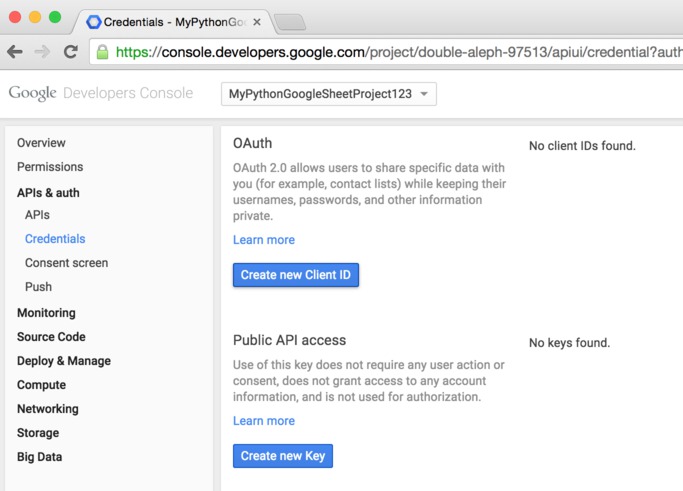 Credentials - MyPythonGoo
https://console.developers.google.com/project/double-aleph-97513/apiui/credential?auth
Google Developers Console
MyPythonGoogleSheetProject123
Overview
Permissions
APIs & auth
APIs
Credentials
Consent screen
Push
Monitoring
Source Code
Deploy & Manage
Compute
Networking
Storage
Big Data
OAuth
OAuth 2.0 allows users to share specific data with
you (for example, contact lists) while keeping their
usernames, passwords, and other information
private.
Learn more
Create new Client ID
No client IDs found.
Public API access
Use of this key does not require any user action or
consent, does not grant access to any account
information, and is not used for authorization.
Learn more
Create new Key
No keys found.